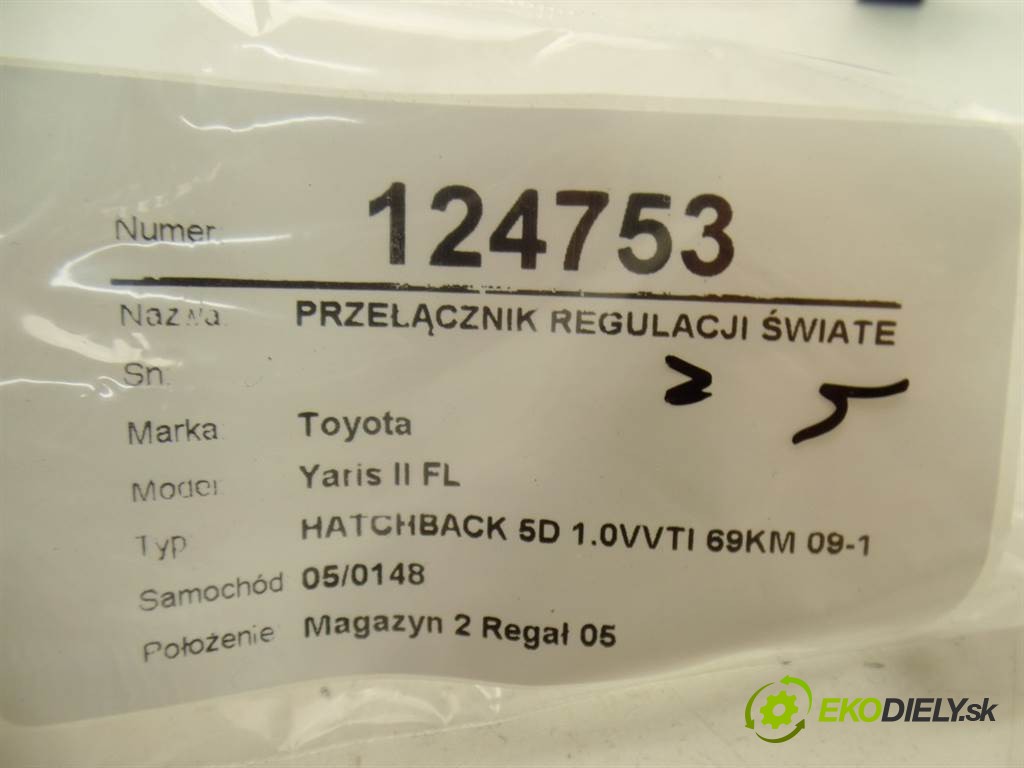 Numer: 124753
Nazwa: PRZEŁĄCZNIK REGULACJI ŚWIATE
Sn.
Marka: Toyota
Model: Yaris II FL
Typ HATCHBACK 5D 1.0VVTI 69KM 09-1
Samochód 05/0148
Położenie: Magazyn 2 Regał 05
EKODIELY.sk